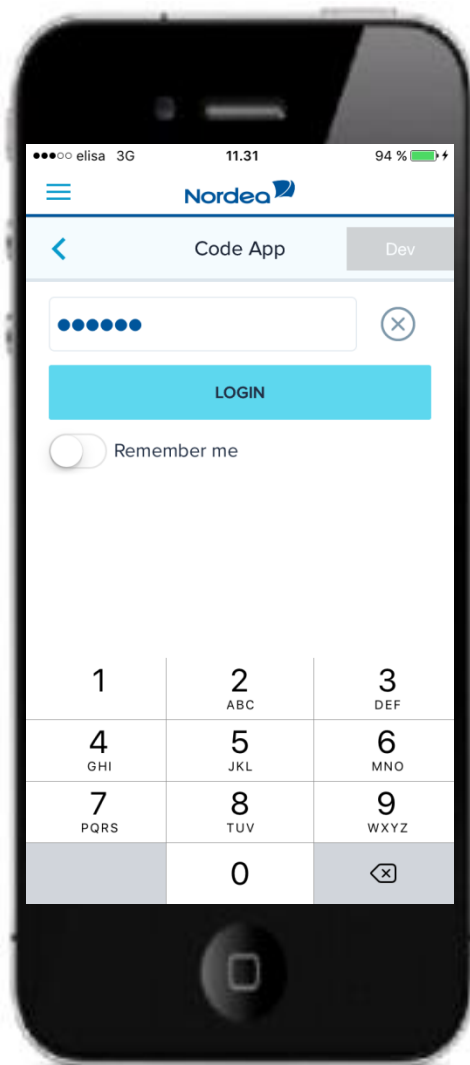 elisa 3G 11.31 94 %
Nordea
Code App Dev
●●●●●●
LOGIN
Remember me
1 2 3
ABC DEF
4 5 6
GHI JKL MNO
7 8 9
PQRS TUV WXYZ
0